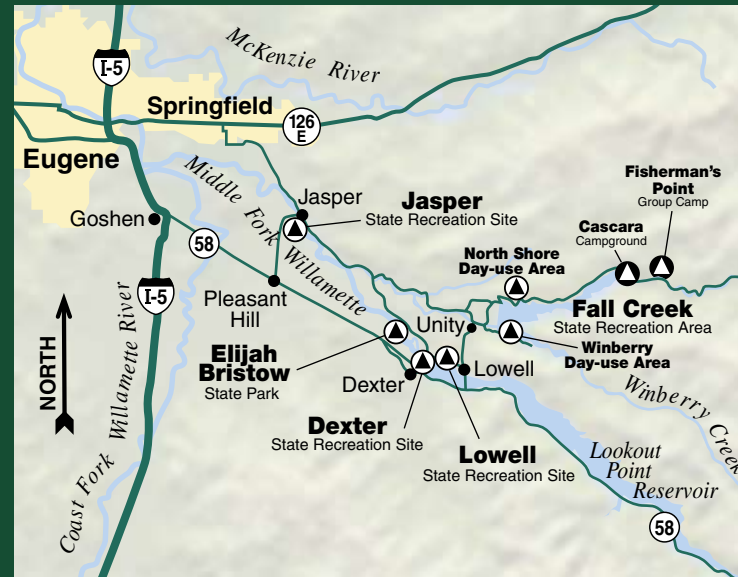 McKenzie River
I-5
Springfield
126
E
Eugene
Middle Fork Willamette
Jasper
Jasper
State Recreation Site
Fisherman's
Point
Group Camp
Cascara
Campground
Goshen
58
North Shore
Day-use Area
I-5
Pleasant
Hill
Fall Creek
State Recreation Area
Unity
Winberry
Day-use Area
Elijah
Bristow
State Park
Dexter
Lowell
Winberry Creek
NORTH
Coast Fork Willamette River
Dexter
State Recreation Site
Lowell
State Recreation Site
Lookout
Point
Reservoir
58